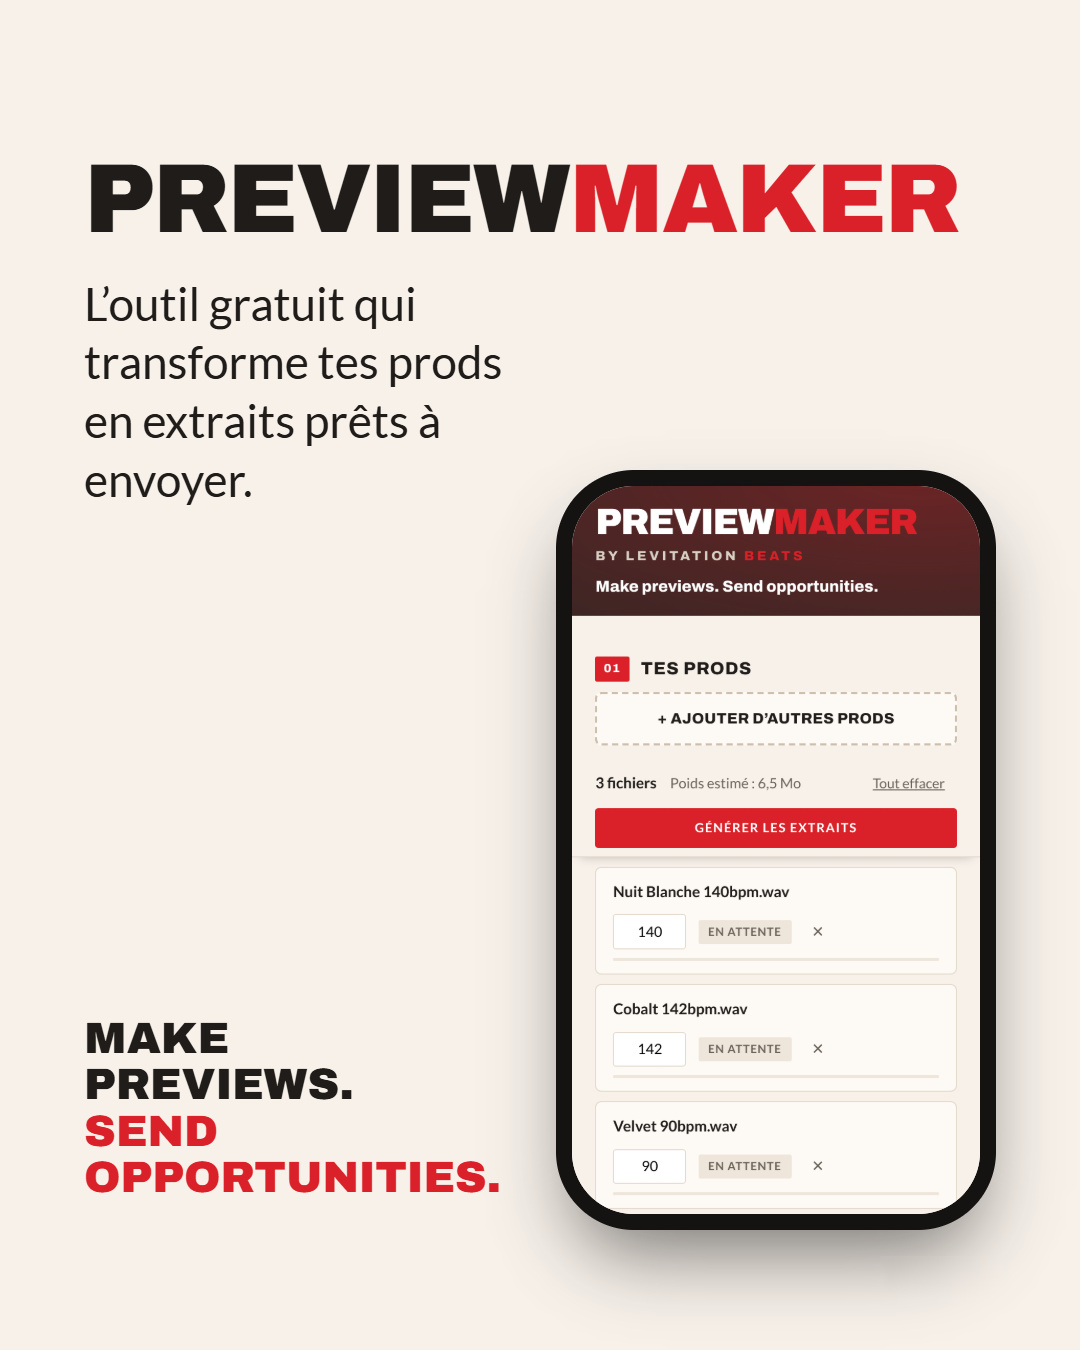 PREVIEWMAKER
L’outil gratuit qui
transforme tes prods
en extraits prêts à
envoyer.
PREVIEWMAKER
BY LEVITATION BEATS
Make previews. Send opportunities.
01 TES PRODS
+ AJOUTER D’AUTRES PRODS
3 fichiers Poids estimé : 6,5 Mo Tout effacer
GÉNÉRER LES EXTRAITS
Nuit Blanche 140bpm.wav
140 EN ATTENTE ×
Cobalt 142bpm.wav
142 EN ATTENTE ×
Velvet 90bpm.wav
90 EN ATTENTE ×
MAKE
PREVIEWS.
SEND
OPPORTUNITIES.